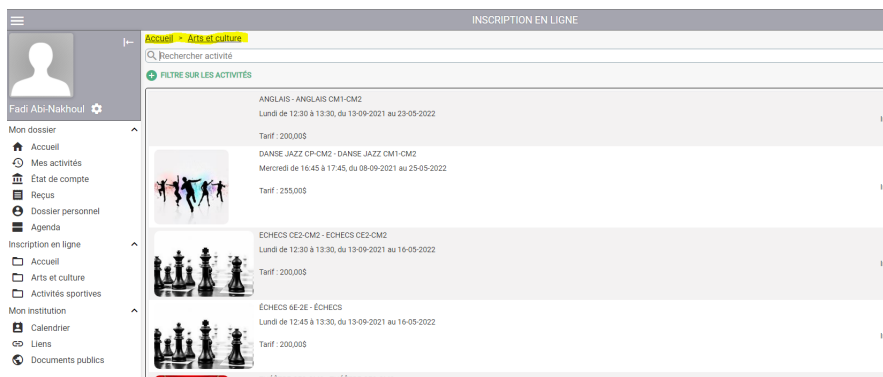 INSCRIPTION EN LIGNE
Fadi Abi-Nakhoul
Mon dossier
Accueil
Mes activités
État de compte
Reçus
Dossier personnel
Agenda
Inscription en ligne
Accueil
Arts et culture
Activités sportives
Mon institution
Calendrier
Liens
Documents publics
Accueil > Arts et culture
Rechercher activité
FILTRE SUR LES ACTIVITÉS
ANGLAIS - ANGLAIS CM1-CM2
Lundi de 12:30 à 13:30, du 13-09-2021 au 23-05-2022
Tarif : 200,00$
DANSE JAZZ CP-CM2 - DANSE JAZZ CM1-CM2
Mercredi de 16:45 à 17:45, du 08-09-2021 au 25-05-2022
Tarif : 255,00$
ECHECS CE2-CM2 - ECHECS CE2-CM2
Lundi de 12:30 à 13:30, du 13-09-2021 au 16-05-2022
Tarif : 200,00$
ÉCHECS 6E-2E - ÉCHECS
Lundi de 12:45 à 13:30, du 13-09-2021 au 16-05-2022
Tarif : 200,00$